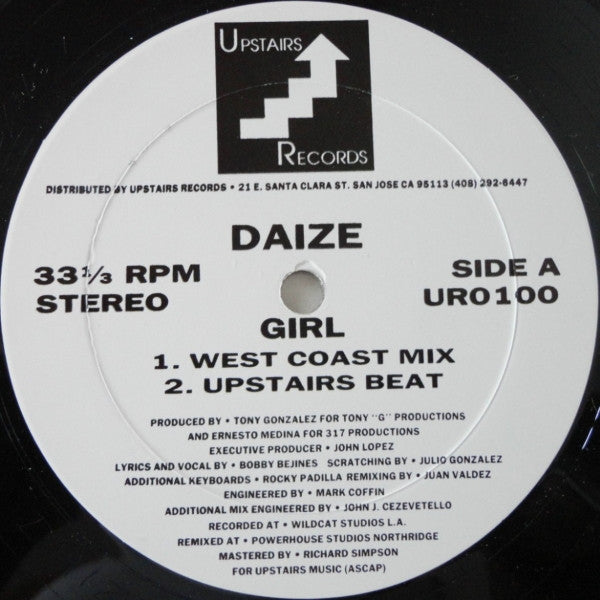 UPSTAIRS
RECORDS
DISTRIBUTED BY UPSTAIRS RECORDS • 21 E. SANTA CLARA ST. SAN JOSE CA 95113 (408) 292-6447
DAIZE
33⅓ RPM
STEREO
SIDE A
UR0100
GIRL
1. WEST COAST MIX
2. UPSTAIRS BEAT
PRODUCED BY • TONY GONZALEZ FOR TONY "G" PRODUCTIONS
AND ERNESTO MEDINA FOR 317 PRODUCTIONS
EXECUTIVE PRODUCER • JOHN LOPEZ
LYRICS AND VOCAL BY • BOBBY BEJINES SCRATCHING BY • JULIO GONZALEZ
ADDITIONAL KEYBOARDS • ROCKY PADILLA REMIXING BY • JUAN VALDEZ
ENGINEERED BY • MARK COFFIN
ADDITIONAL MIX ENGINEERED BY • JOHN J. CEZEVETELLO
RECORDED AT • WILDCAT STUDIOS L.A.
REMIXED AT • POWERHOUSE STUDIOS NORTHRIDGE
MASTERED BY • RICHARD SIMPSON
FOR UPSTAIRS MUSIC (ASCAP)